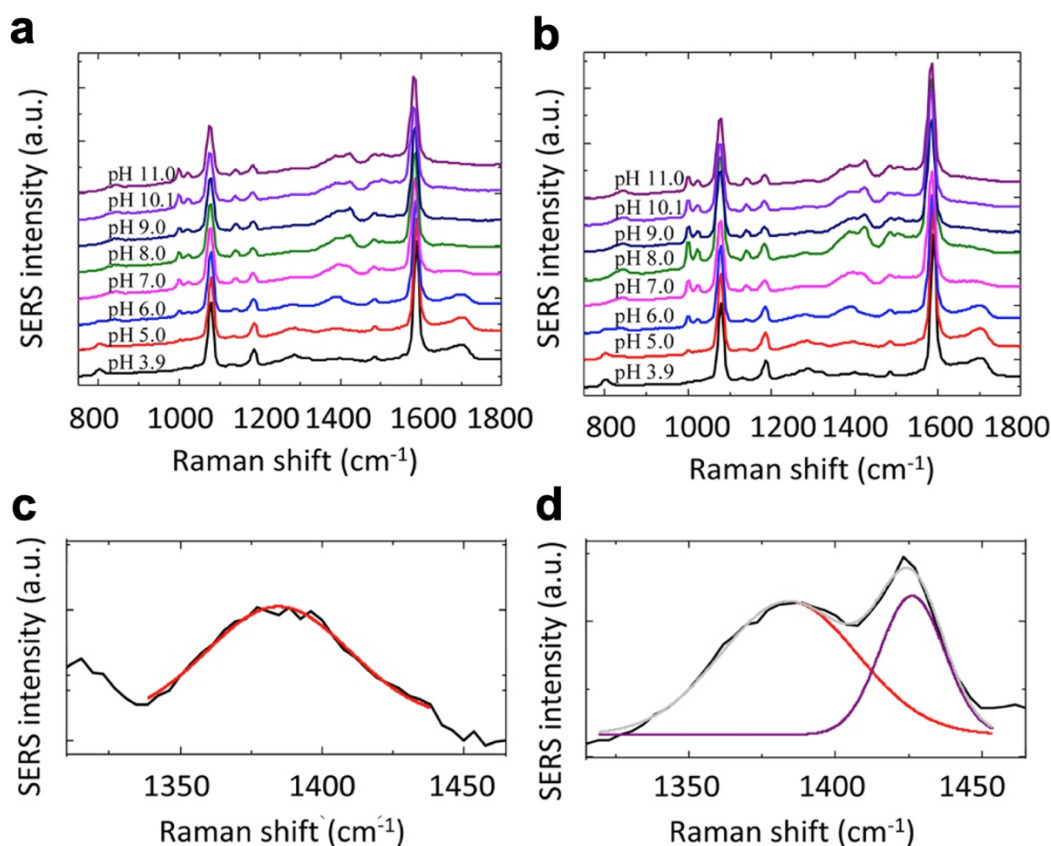 a
SERS intensity (a.u.)
pH 11.0
pH 10.1
pH 9.0
pH 8.0
pH 7.0
pH 6.0
pH 5.0
pH 3.9
800 1000 1200 1400 1600 1800
Raman shift (cm-1)
b
SERS intensity (a.u.)
pH 11.0
pH 10.1
pH 9.0
pH 8.0
pH 7.0
pH 6.0
pH 5.0
pH 3.9
800 1000 1200 1400 1600 1800
Raman shift (cm-1)
c
SERS intensity (a.u.)
1350 1400 1450
Raman shift (cm-1)
d
SERS intensity (a.u.)
1350 1400 1450
Raman shift (cm-1)